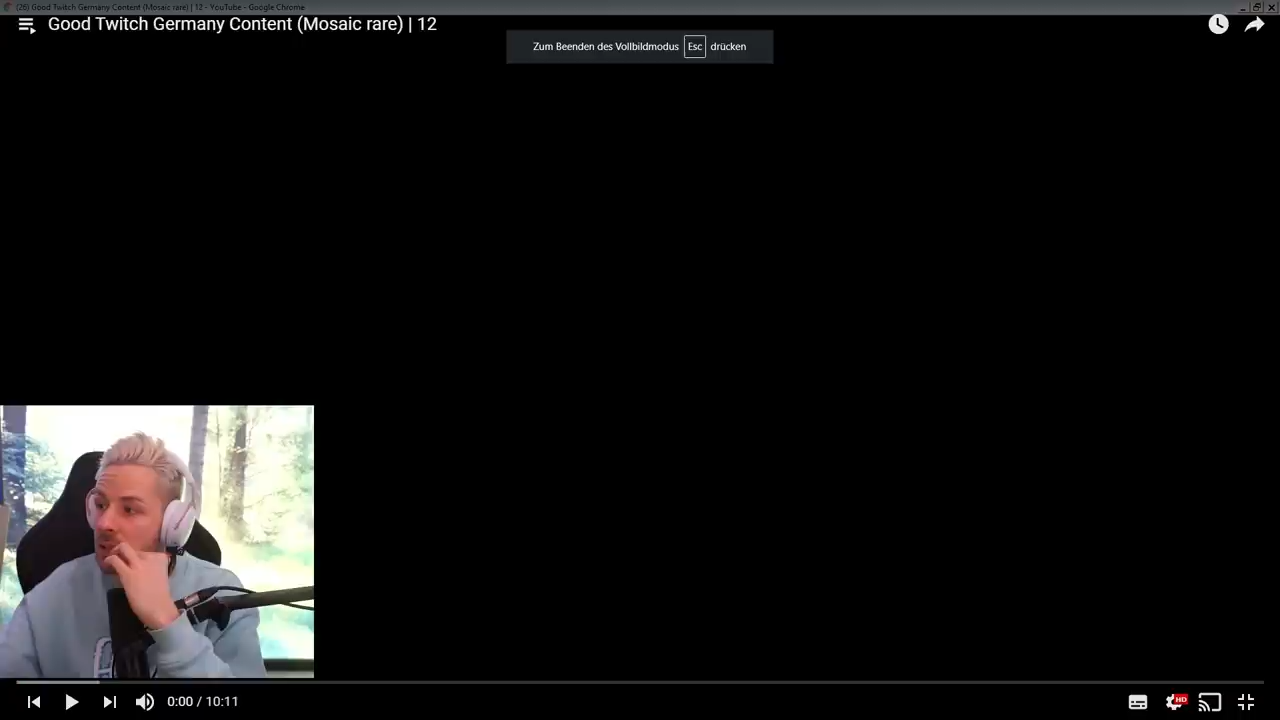 (26) Good Twitch Germany Content (Mosaic rare) | 12 - YouTube - Google Chrome
Good Twitch Germany Content (Mosaic rare) | 12
Zum Beenden des Vollbildmodus Esc drücken
0:00 / 10:11
HD